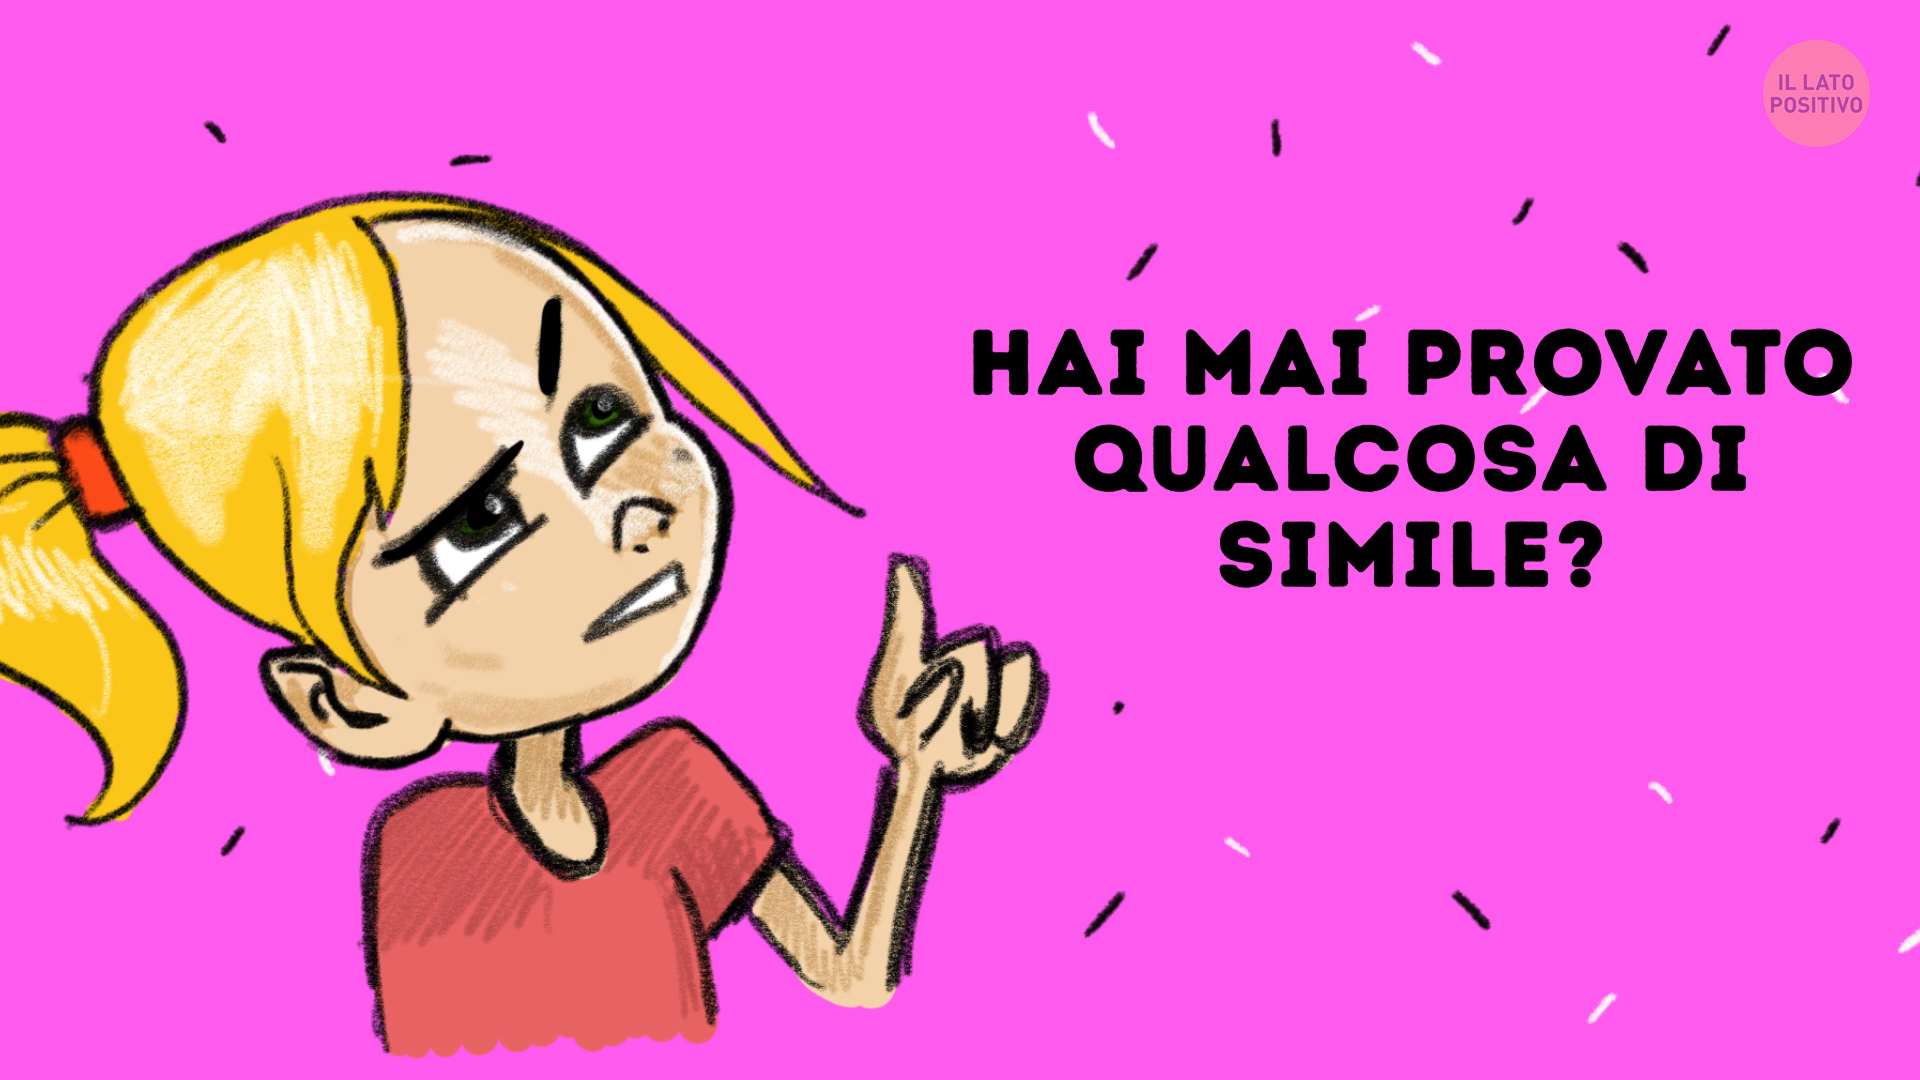 IL LATO
POSITIVO
HAI MAI PROVATO
QUALCOSA DI
SIMILE?